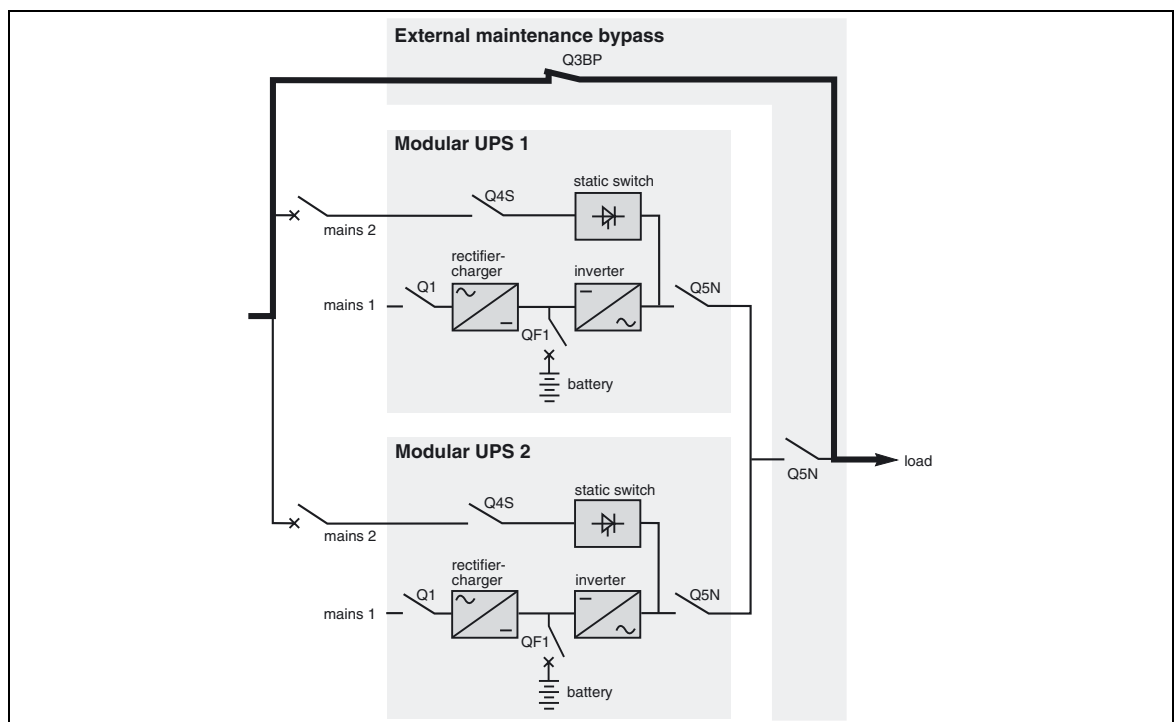 External maintenance bypass
Q3BP
Modular UPS 1
static switch
Q4S
mains 2
rectifier-
charger
inverter
Q1
Q5N
mains 1
QF1
battery
Modular UPS 2
load
Q5N
static switch
Q4S
mains 2
rectifier-
charger
inverter
Q1
Q5N
mains 1
QF1
battery